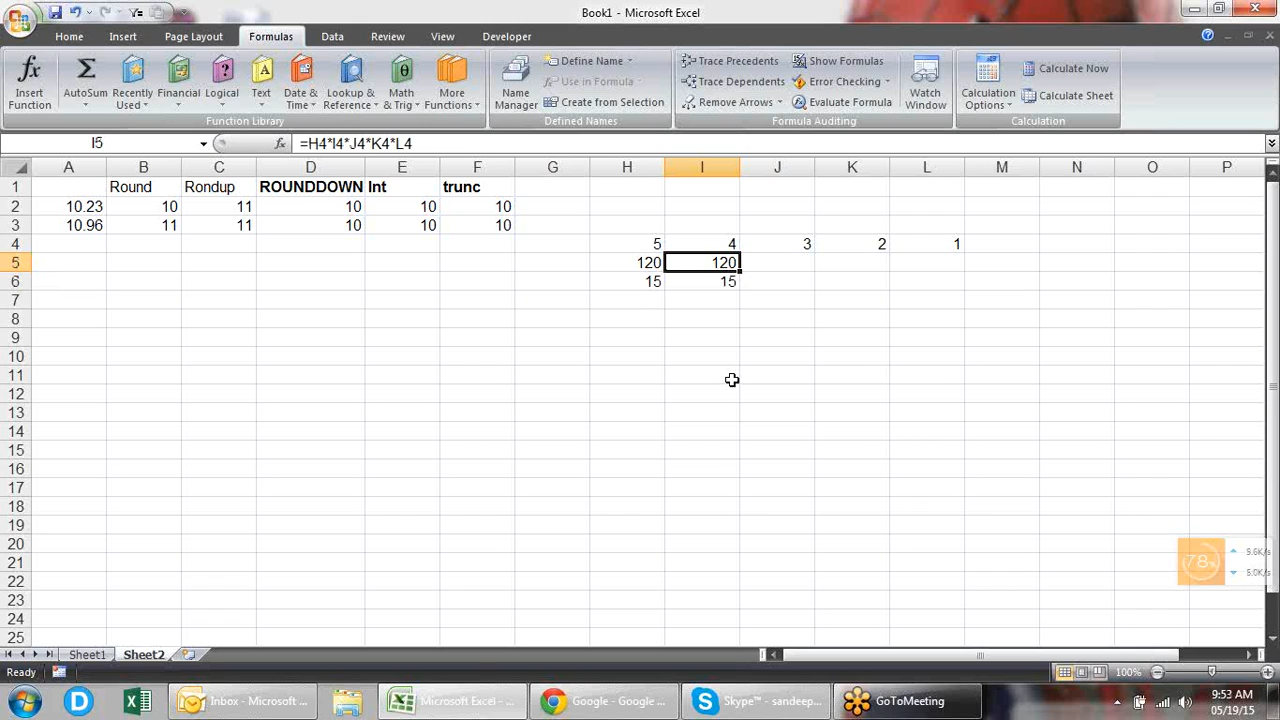 Book1 - Microsoft Excel
Home Insert Page Layout Formulas Data Review View Developer
fx Insert Function
Σ AutoSum
Recently Used
Financial
Logical
Text
Date & Time
Lookup & Reference
Math & Trig
More Functions
Function Library
Name Manager
Define Name
Use in Formula
Create from Selection
Defined Names
Trace Precedents
Trace Dependents
Remove Arrows
Show Formulas
Error Checking
Evaluate Formula
Formula Auditing
Watch Window
Calculation Options
Calculate Now
Calculate Sheet
Calculation
I5 fx =H4*I4*J4*K4*L4
A B C D E F G H I J K L M N O P
1 Round Rondup ROUNDDOWN Int trunc
2 10.23 10 11 10 10 10
3 10.96 11 11 10 10 10
4 5 4 3 2 1
5 120 120
6 15 15
7
8
9
10
11
12
13
14
15
16
17
18
19
20
21
22
23
24
25
78%
9.6K/s
5.0K/s
Sheet1 Sheet2
Ready 100%
Inbox - Microsoft ... Microsoft Excel - ... Google - Google ... Skype™ - sandeep... GoToMeeting
9:53 AM
05/19/15